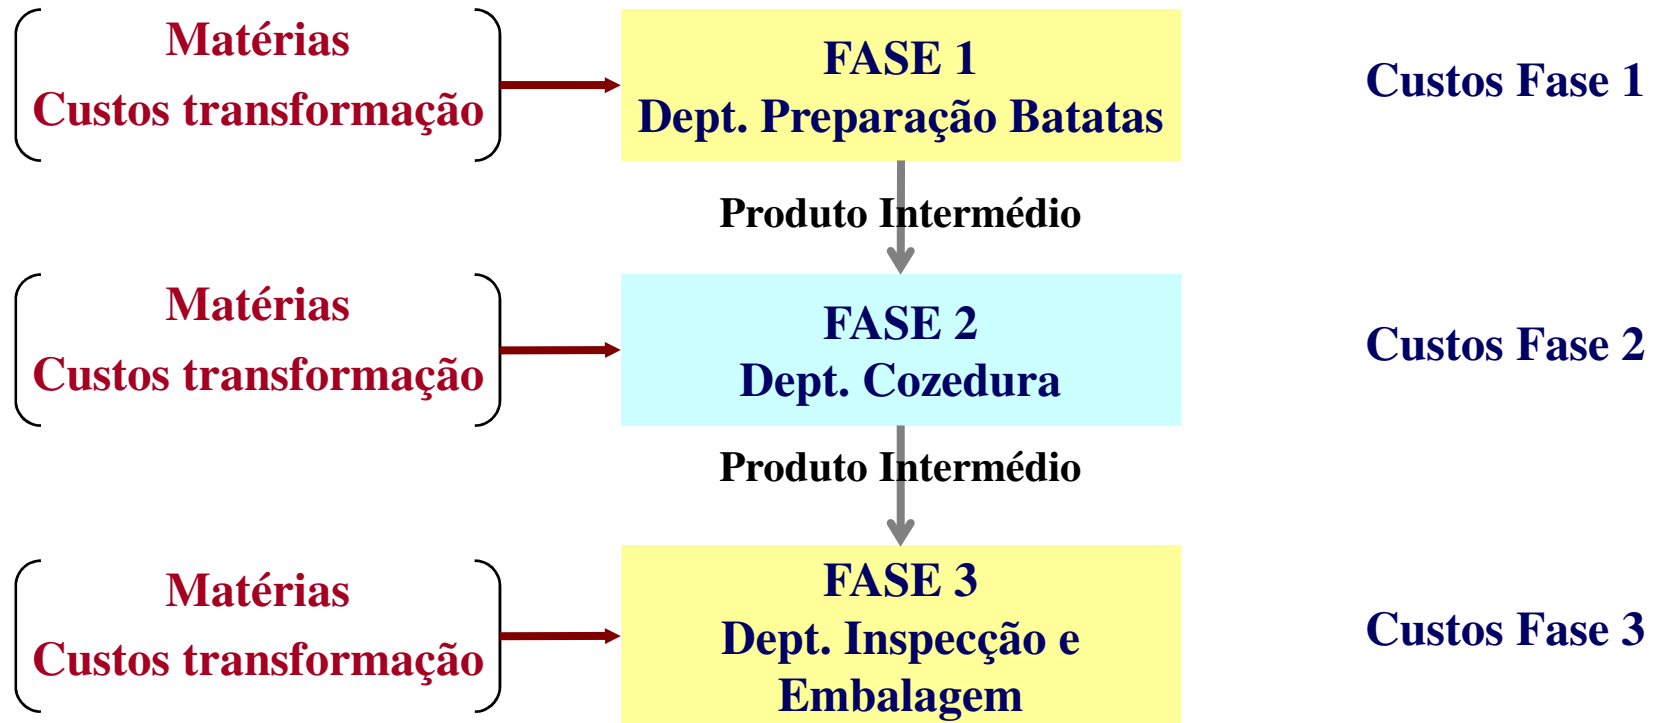 Matérias
Custos transformação
FASE 1
Dept. Preparação Batatas
Custos Fase 1
Produto Intermédio
Matérias
Custos transformação
FASE 2
Dept. Cozedura
Custos Fase 2
Produto Intermédio
Matérias
Custos transformação
FASE 3
Dept. Inspecção e
Embalagem
Custos Fase 3